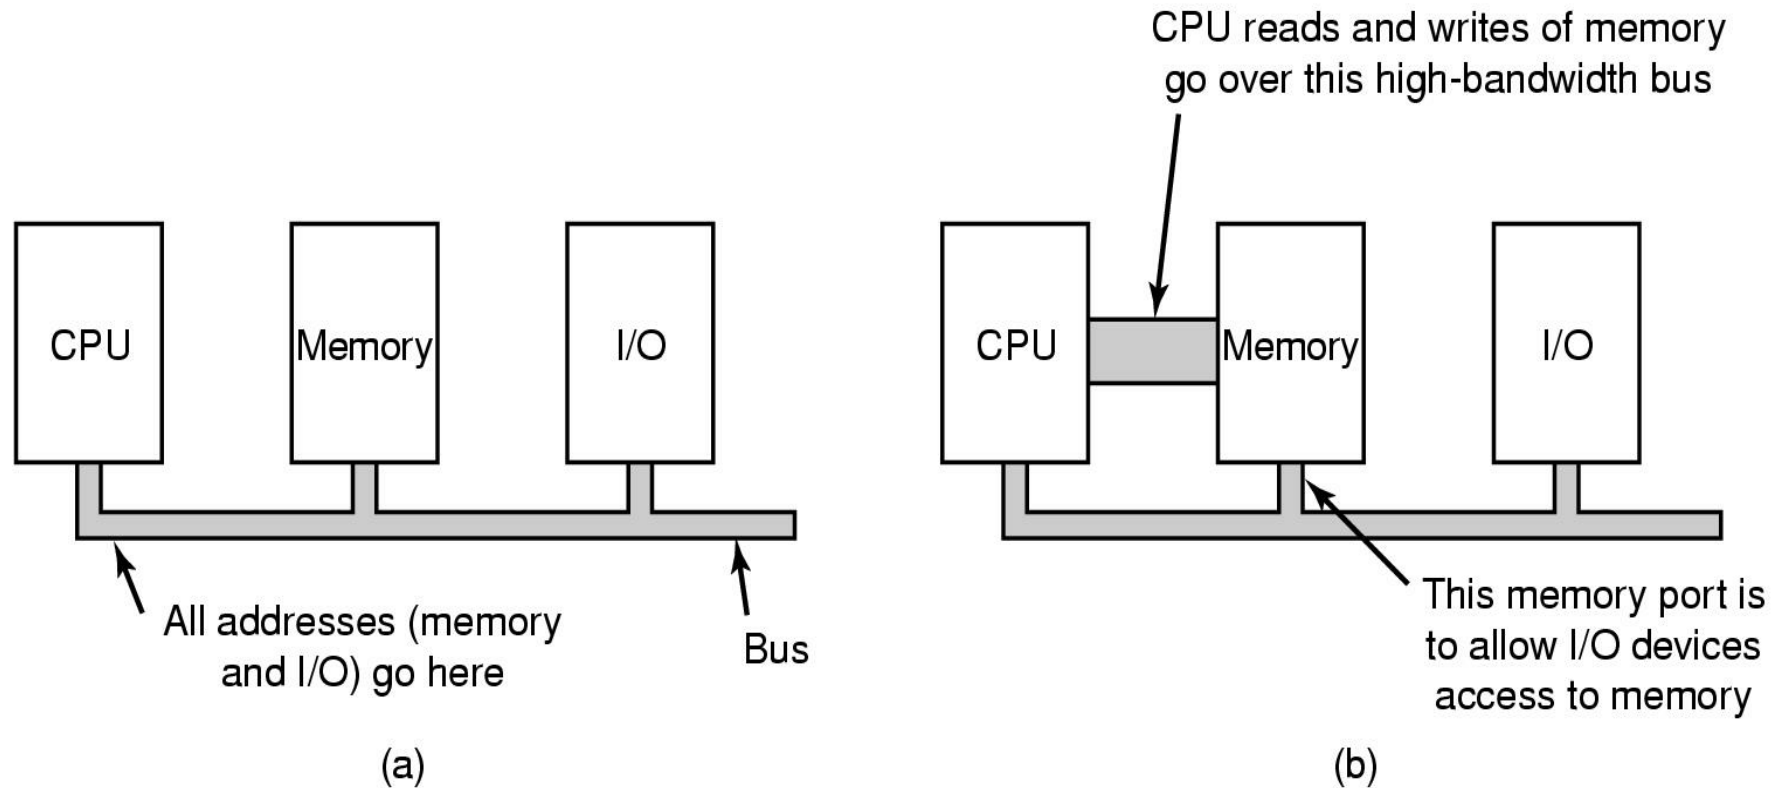 CPU
Memory
I/O
All addresses (memory
and I/O) go here
Bus
(a)
CPU reads and writes of memory
go over this high-bandwidth bus
CPU
Memory
I/O
This memory port is
to allow I/O devices
access to memory
(b)